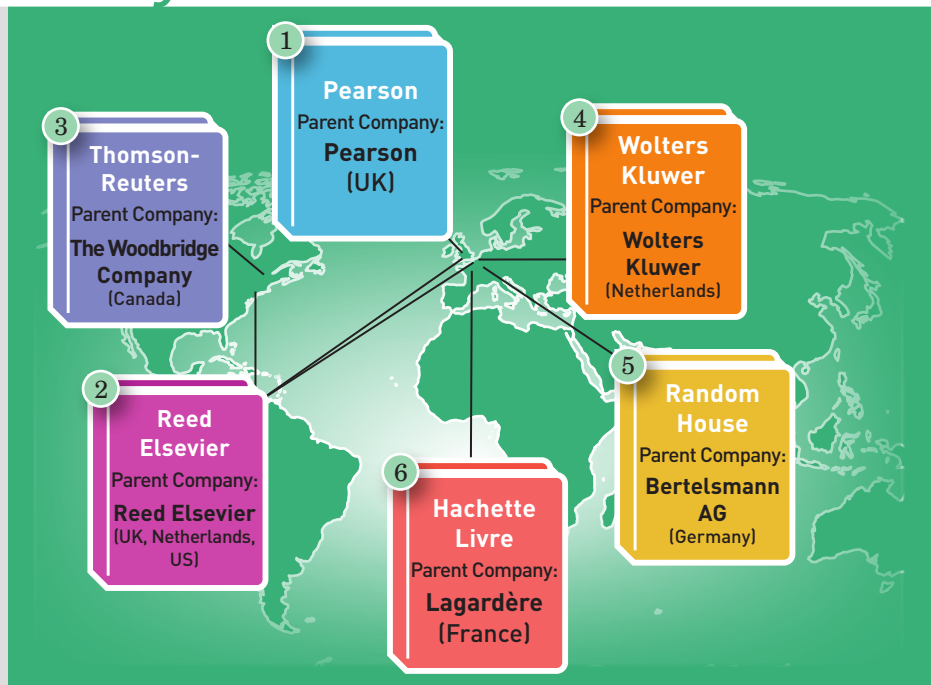 1
Pearson
Parent Company:
Pearson
(UK)
2
Reed
Elsevier
Parent Company:
Reed Elsevier
(UK, Netherlands,
US)
3
Thomson-
Reuters
Parent Company:
The Woodbridge
Company
(Canada)
4
Wolters
Kluwer
Parent Company:
Wolters
Kluwer
(Netherlands)
5
Random
House
Parent Company:
Bertelsmann
AG
(Germany)
6
Hachette
Livre
Parent Company:
Lagardère
(France)